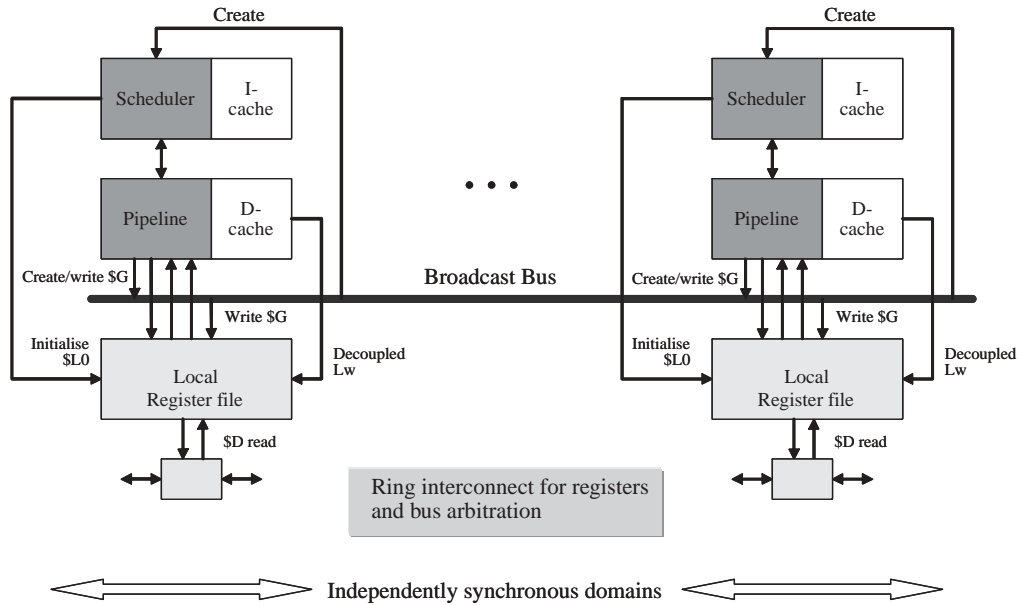 Create
Create
Scheduler
I-
cache
Scheduler
I-
cache
Pipeline
D-
cache
. . .
Pipeline
D-
cache
Create/write $G
Broadcast Bus
Create/write $G
Write $G
Write $G
Initialise
$L0
Decoupled
Lw
Initialise
$L0
Decoupled
Lw
Local
Register file
Local
Register file
$D read
$D read
Ring interconnect for registers
and bus arbitration
Independently synchronous domains